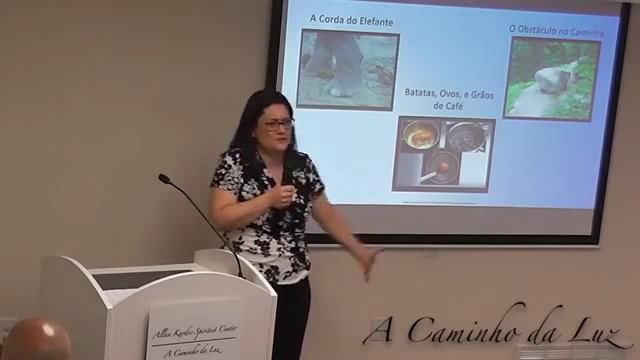 A Corda do Elefante
O Obstáculo no Caminho
Batatas, Ovos, e Grãos
de Café
Allan Kardec Spiritist Center
A Caminho da Luz
A Caminho da Luz